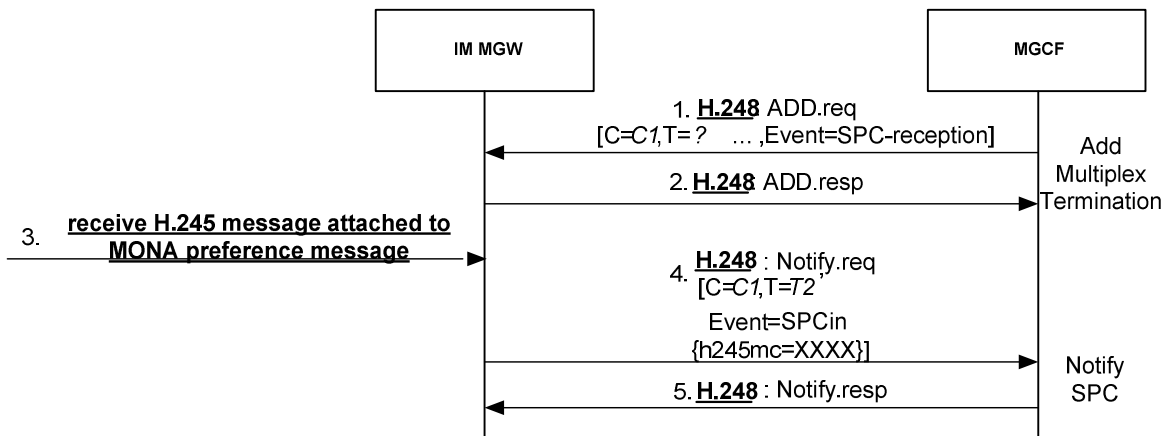 IM MGW
MGCF
1. H.248: ADD.req
[C=C1,T= ? ... ,Event=SPC-reception]
Add
Multiplex
Termination
2. H.248: ADD.resp
3. receive H.245 message attached to
MONA preference message
4. H.248 : Notify.req
[C=C1,T=T2,
Event=SPCin
{h245mc=XXXX}]
Notify
SPC
5. H.248 : Notify.resp